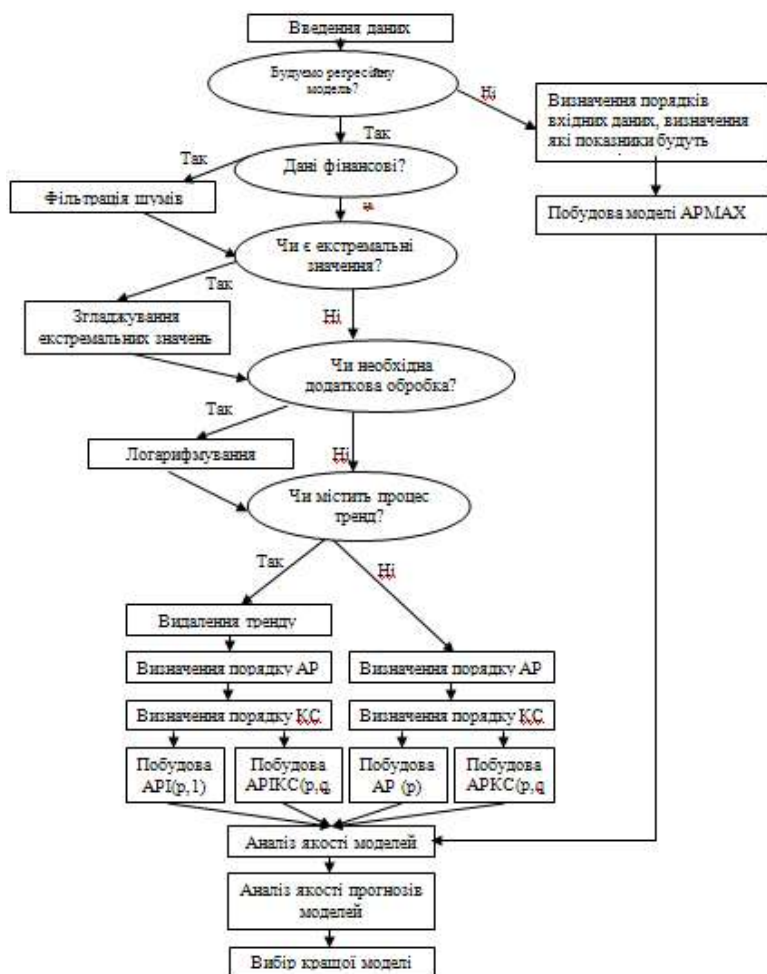 Введення даних
Будуємо регресійну
модель?
Ні
Визначення порядків
вхідних даних, визначення
які показники будуть
Так
Так
Дані фінансові?
Фільтрація шумів
Побудова моделі АРМАХ
Чи є екстремальні
значення?
Так
Згладжування
екстремальних значень
Ні
Чи необхідна
додаткова обробка?
Так
Логарифмування
Ні
Чи містить процес
тренд?
Так
Ні
Видалення тренду
Визначення порядку АР
Визначення порядку АР
Визначення порядку КС
Визначення порядку КС
Побудова
АРІ(p,1)
Побудова
АРІКС(p,q,
Побудова
АР (p)
Побудова
АРКС(p,q
Аналіз якості моделей
Аналіз якості прогнозів
моделей
Вибір кращої моделі